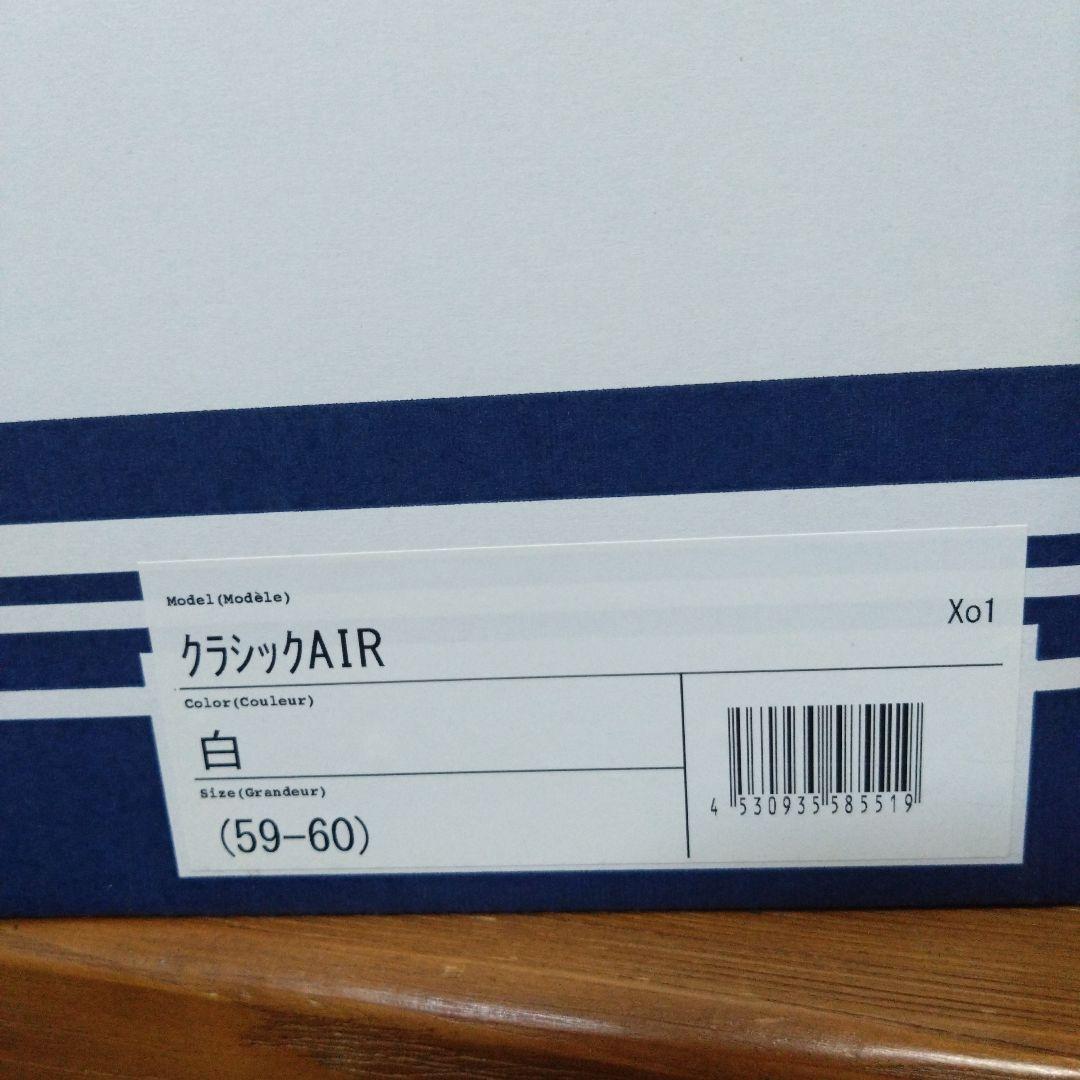 Model(Modèle)
クラシックAIR
Xo1
Color(Couleur)
白
Size(Grandeur)
(59-60)
4 530935 585519